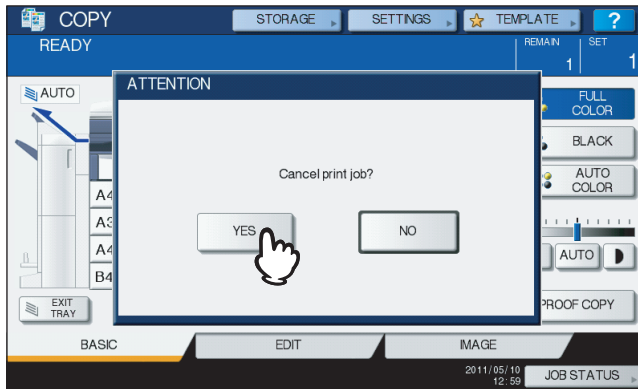 COPY
STORAGE
SETTINGS
TEMPLATE
?
READY
REMAIN
SET
1
1
ATTENTION
AUTO
FULL
COLOR
BLACK
Cancel print job?
AUTO
COLOR
A4
A3
YES
NO
A4
AUTO
B4
EXIT
TRAY
PROOF COPY
BASIC
EDIT
IMAGE
2011/05/10
12:59
JOB STATUS